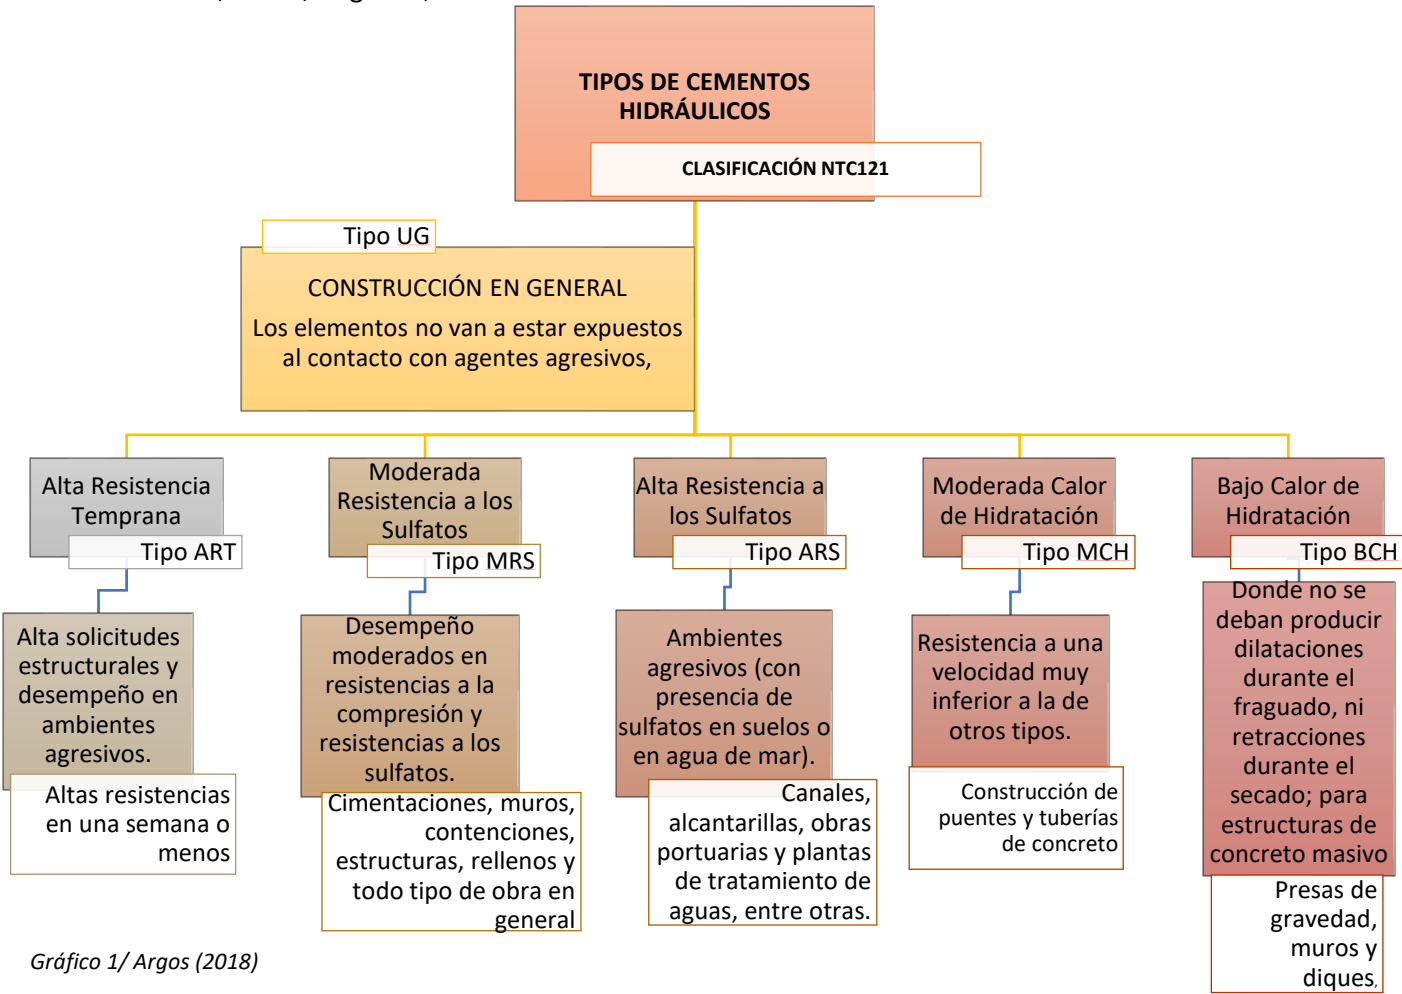 TIPOS DE CEMENTOS
HIDRÁULICOS
CLASIFICACIÓN NTC121
Tipo UG
CONSTRUCCIÓN EN GENERAL
Los elementos no van a estar expuestos
al contacto con agentes agresivos,
Alta Resistencia
Temprana
Tipo ART
Alta solicitudes
estructurales y
desempeño en
ambientes
agresivos.
Altas resistencias
en una semana o
menos
Moderada
Resistencia a los
Sulfatos
Tipo MRS
Desempeño
moderados en
resistencias a la
compresión y
resistencias a los
sulfatos.
Cimentaciones, muros,
contenciones,
estructuras, rellenos y
todo tipo de obra en
general
Alta Resistencia a
los Sulfatos
Tipo ARS
Ambientes
agresivos (con
presencia de
sulfatos en suelos o
en agua de mar).
Canales,
alcantarillas, obras
portuarias y plantas
de tratamiento de
aguas, entre otras.
Moderada Calor
de Hidratación
Tipo MCH
Resistencia a una
velocidad muy
inferior a la de
otros tipos.
Construcción de
puentes y tuberías
de concreto
Bajo Calor de
Hidratación
Tipo BCH
Donde no se
deban producir
dilataciones
durante el
fraguado, ni
retracciones
durante el
secado; para
estructuras de
concreto masivo
Presas de
gravedad,
muros y
diques,
Gráfico 1/ Argos (2018)